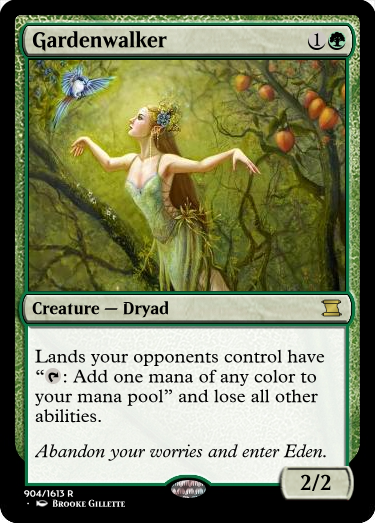 Gardenwalker 1
Creature — Dryad
Lands your opponents control have
“: Add one mana of any color to
your mana pool” and lose all other
abilities.
Abandon your worries and enter Eden.
2/2
904/1613 R
· Brooke Gillette